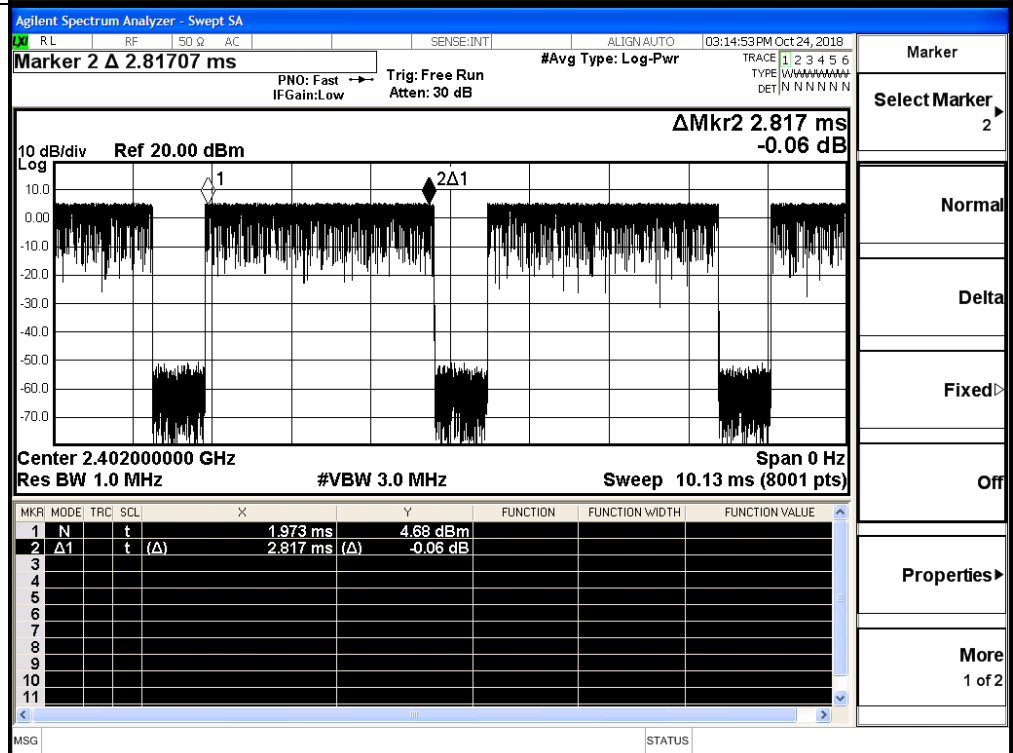 Agilent Spectrum Analyzer - Swept SA
LXI RL RF 50 Ω AC SENSE:INT ALIGN AUTO 03:14:53 PM Oct 24, 2018
Marker 2 Δ 2.81707 ms
#Avg Type: Log-Pwr
TRACE 1 2 3 4 5 6
TYPE WWWWWW
DET N N N N N N
PNO: Fast
IFGain:Low
Trig: Free Run
Atten: 30 dB
ΔMkr2 2.817 ms
-0.06 dB
10 dB/div Ref 20.00 dBm
Log
1
2Δ1
10.0
0.00
-10.0
-20.0
-30.0
-40.0
-50.0
-60.0
-70.0
Center 2.402000000 GHz Span 0 Hz
Res BW 1.0 MHz #VBW 3.0 MHz Sweep 10.13 ms (8001 pts)
MKR MODE TRC SCL X Y FUNCTION FUNCTION WIDTH FUNCTION VALUE
1 N t 1.973 ms 4.68 dBm
2 Δ1 t (Δ) 2.817 ms (Δ) -0.06 dB
3
4
5
6
7
8
9
10
11
MSG STATUS
Marker
Select Marker
2
Normal
Delta
Fixed
Off
Properties
More
1 of 2